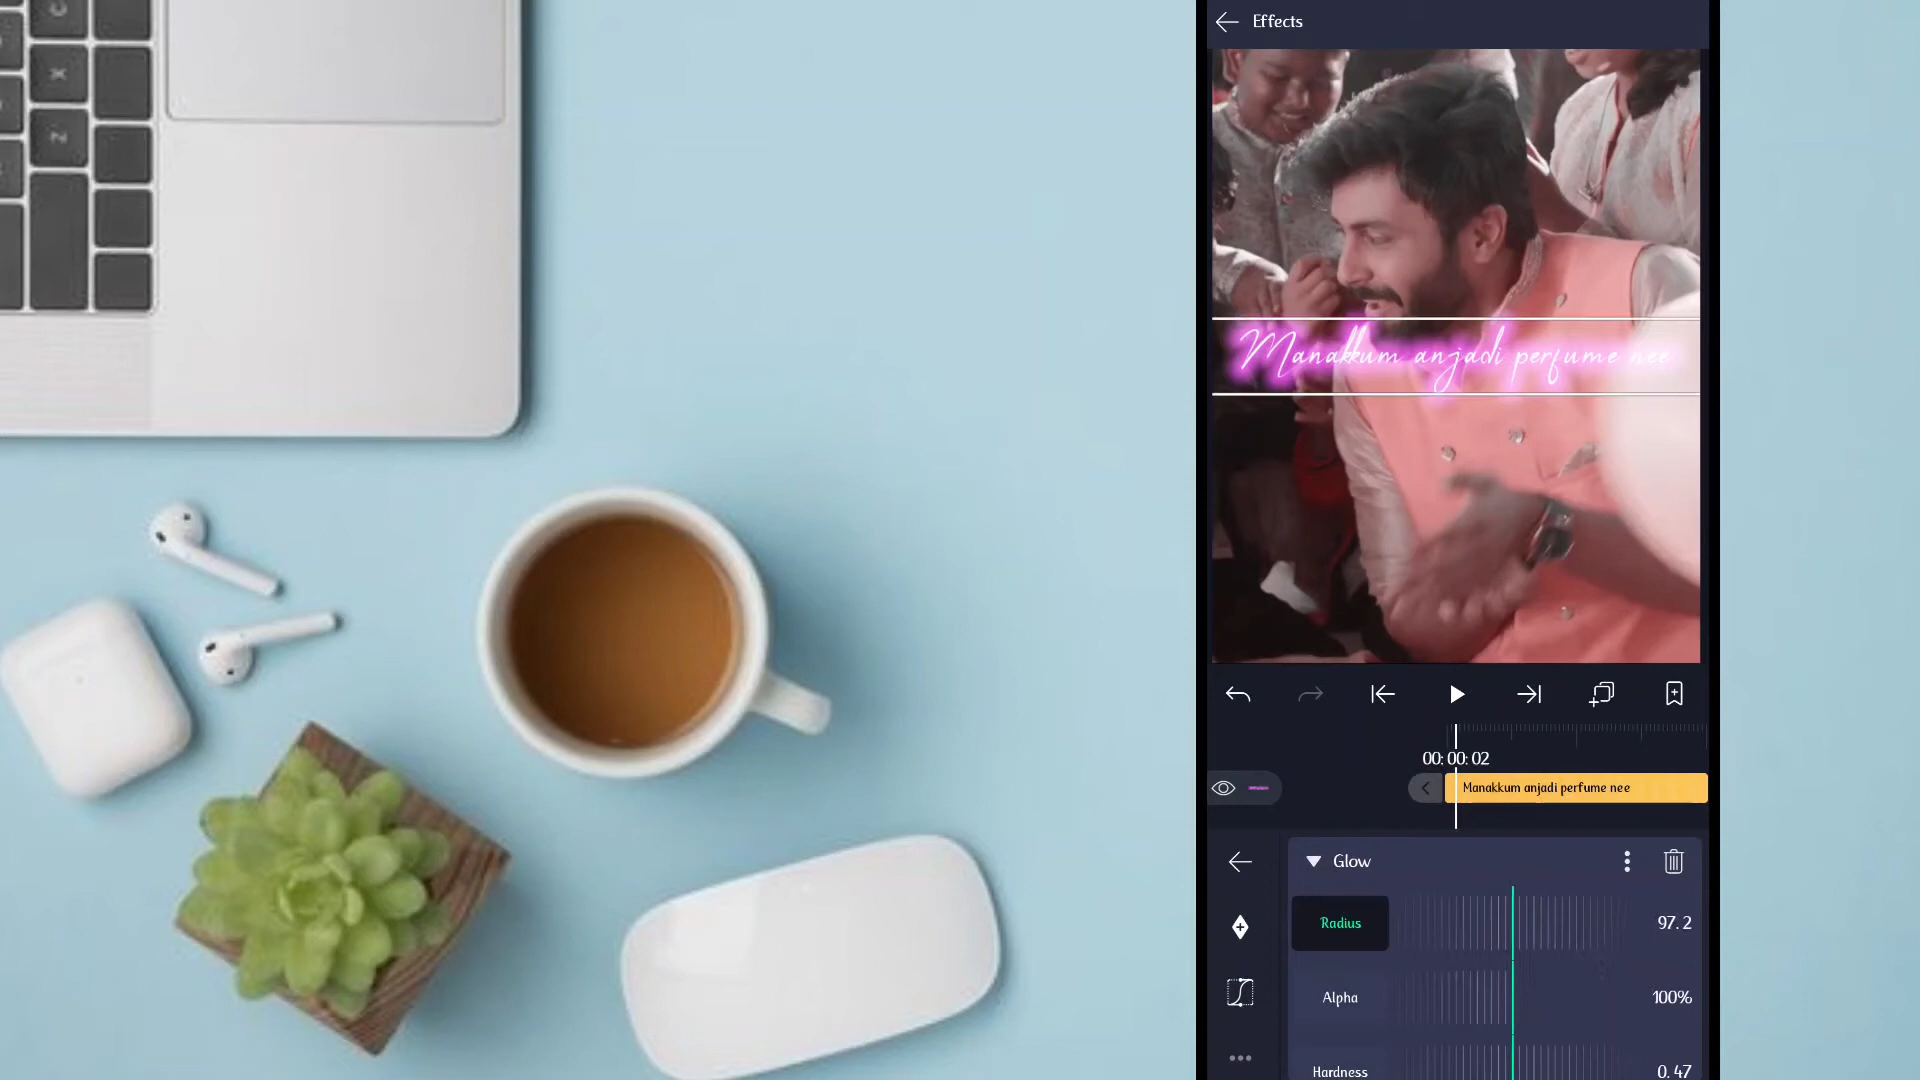 Effects
Manakkum anjadi perfume nee
00:00:02
Manakkum anjadi perfume nee
Glow
Radius 97.2
Alpha 100%
Hardness 0.47